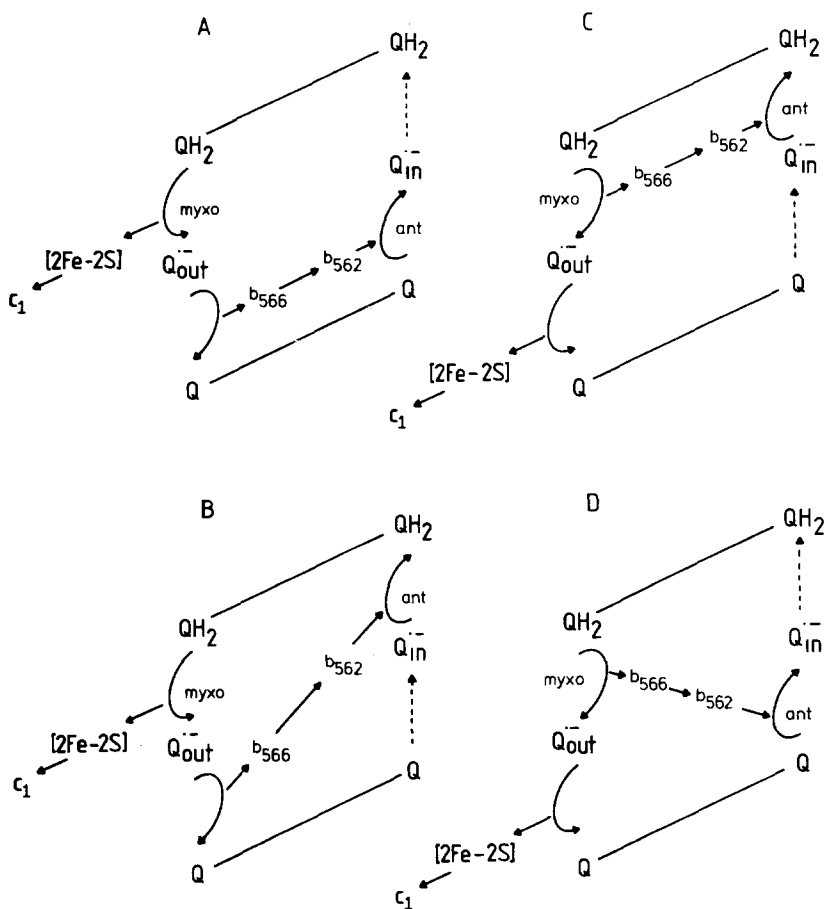 A
QH₂
QH₂
Q•̅in
myxo
[2Fe-2S]
Q•̅out
ant
b₅₆₂
b₅₆₆
c₁
Q
Q
C
QH₂
ant
QH₂
b₅₆₂
Q•̅in
b₅₆₆
myxo
Q•̅out
Q
[2Fe-2S]
Q
c₁
B
QH₂
ant
QH₂
Q•̅in
b₅₆₂
myxo
[2Fe-2S]
Q•̅out
b₅₆₆
Q
c₁
Q
D
QH₂
QH₂
Q•̅in
myxo
b₅₆₆
b₅₆₂
ant
Q•̅out
Q
[2Fe-2S]
Q
c₁